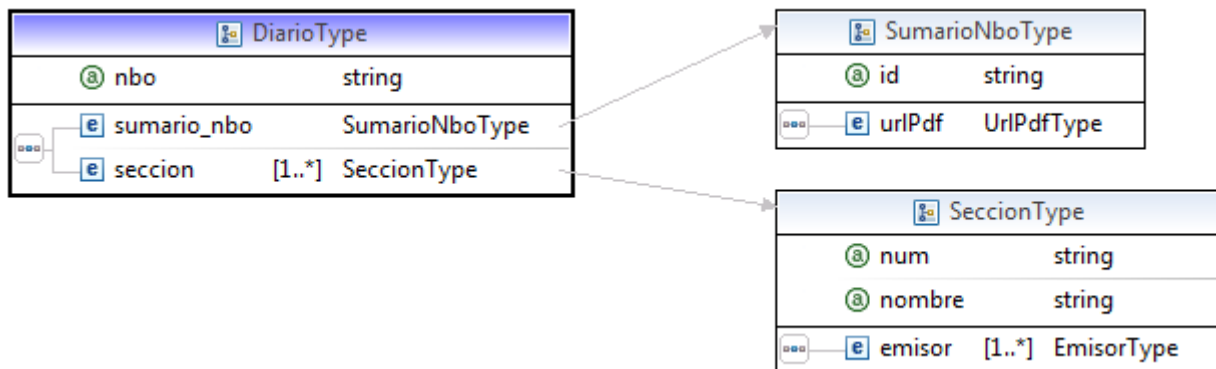 DiarioType
a nbo string
e sumario_nbo SumarioNboType
e seccion [1..*] SeccionType
SumarioNboType
a id string
e urlPdf UrlPdfType
SeccionType
a num string
a nombre string
e emisor [1..*] EmisorType